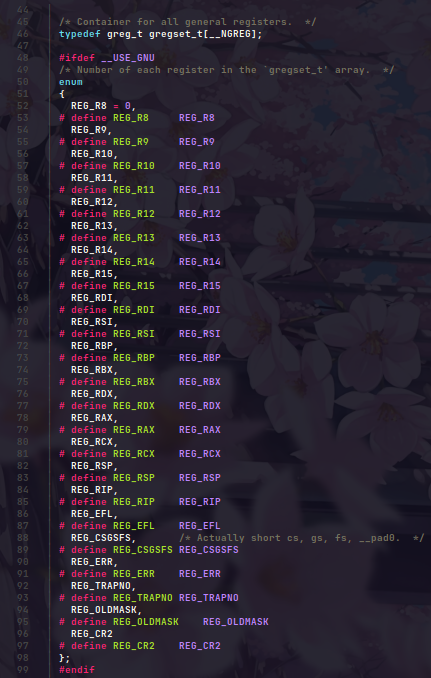 44
45 /* Container for all general registers.  */
46 typedef greg_t gregset_t[__NGREG];
47
48 #ifdef __USE_GNU
49 /* Number of each register in the `gregset_t' array.  */
50 enum
51 {
52   REG_R8 = 0,
53 # define REG_R8     REG_R8
54   REG_R9,
55 # define REG_R9     REG_R9
56   REG_R10,
57 # define REG_R10    REG_R10
58   REG_R11,
59 # define REG_R11    REG_R11
60   REG_R12,
61 # define REG_R12    REG_R12
62   REG_R13,
63 # define REG_R13    REG_R13
64   REG_R14,
65 # define REG_R14    REG_R14
66   REG_R15,
67 # define REG_R15    REG_R15
68   REG_RDI,
69 # define REG_RDI    REG_RDI
70   REG_RSI,
71 # define REG_RSI    REG_RSI
72   REG_RBP,
73 # define REG_RBP    REG_RBP
74   REG_RBX,
75 # define REG_RBX    REG_RBX
76   REG_RDX,
77 # define REG_RDX    REG_RDX
78   REG_RAX,
79 # define REG_RAX    REG_RAX
80   REG_RCX,
81 # define REG_RCX    REG_RCX
82   REG_RSP,
83 # define REG_RSP    REG_RSP
84   REG_RIP,
85 # define REG_RIP    REG_RIP
86   REG_EFL,
87 # define REG_EFL    REG_EFL
88   REG_CSGSFS,       /* Actually short cs, gs, fs, __pad0.  */
89 # define REG_CSGSFS REG_CSGSFS
90   REG_ERR,
91 # define REG_ERR    REG_ERR
92   REG_TRAPNO,
93 # define REG_TRAPNO REG_TRAPNO
94   REG_OLDMASK,
95 # define REG_OLDMASK    REG_OLDMASK
96   REG_CR2
97 # define REG_CR2    REG_CR2
98 };
99 #endif